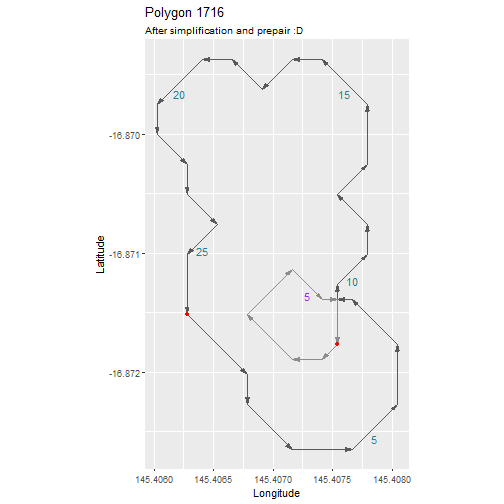 Polygon 1716
After simplification and prepair :D
20
15
-16.870
25
-16.871
10
5
-16.872
5
145.4060 145.4065 145.4070 145.4075 145.4080
Longitude
Latitude